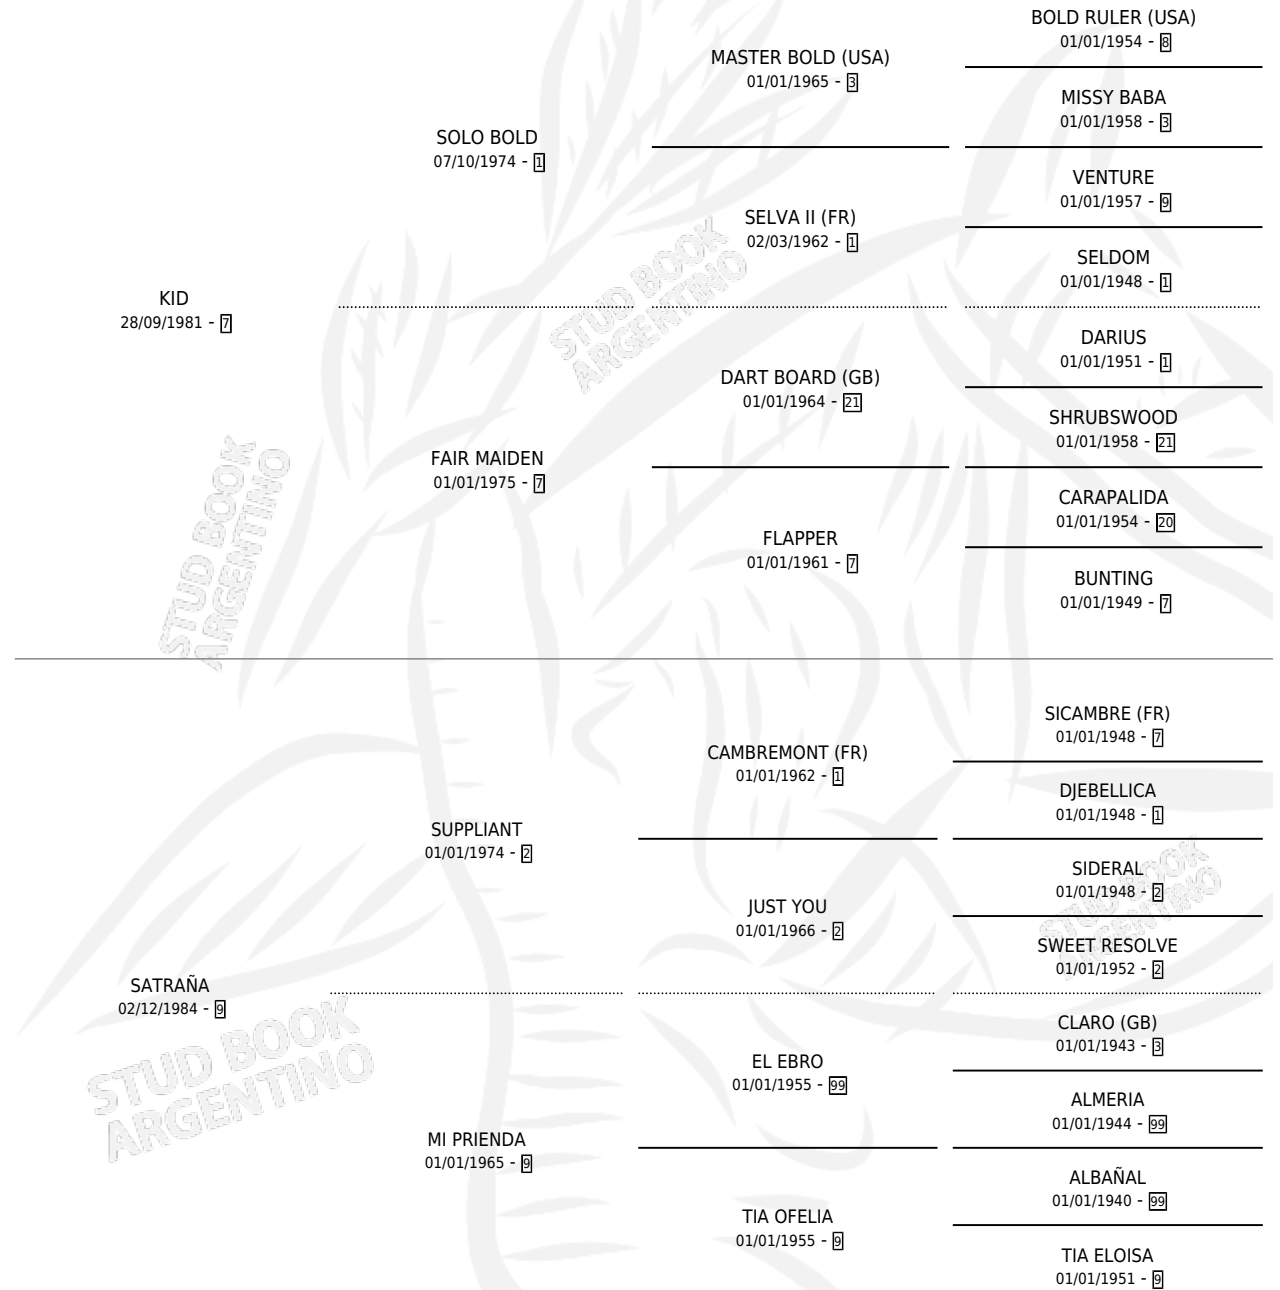 BOLD RULER (USA)
01/01/1954 - 8
MASTER BOLD (USA)
01/01/1965 - 3
MISSY BABA
01/01/1958 - 3
SOLO BOLD
07/10/1974 - 1
VENTURE
01/01/1957 - 9
SELVA II (FR)
02/03/1962 - 1
SELDOM
01/01/1948 - 1
KID
28/09/1981 - 7
DARIUS
01/01/1951 - 1
DART BOARD (GB)
01/01/1964 - 21
SHRUBSWOOD
01/01/1958 - 21
FAIR MAIDEN
01/01/1975 - 7
CARAPALIDA
01/01/1954 - 20
FLAPPER
01/01/1961 - 7
BUNTING
01/01/1949 - 7
STUD BOOK
ARGENTINO
STUD BOOK
ARGENTINO
SICAMBRE (FR)
01/01/1948 - 7
CAMBREMONT (FR)
01/01/1962 - 1
DJEBELLICA
01/01/1948 - 1
SUPPLIANT
01/01/1974 - 2
SIDERAL
01/01/1948 - 2
JUST YOU
01/01/1966 - 2
SWEET RESOLVE
01/01/1952 - 2
STUD BOOK
ARGENTINO
SATRAÑA
02/12/1984 - 9
CLARO (GB)
01/01/1943 - 3
EL EBRO
01/01/1955 - 99
ALMERIA
01/01/1944 - 99
MI PRIENDA
01/01/1965 - 9
ALBAÑAL
01/01/1940 - 99
TIA OFELIA
01/01/1955 - 9
TIA ELOISA
01/01/1951 - 9
STUD BOOK
ARGENTINO